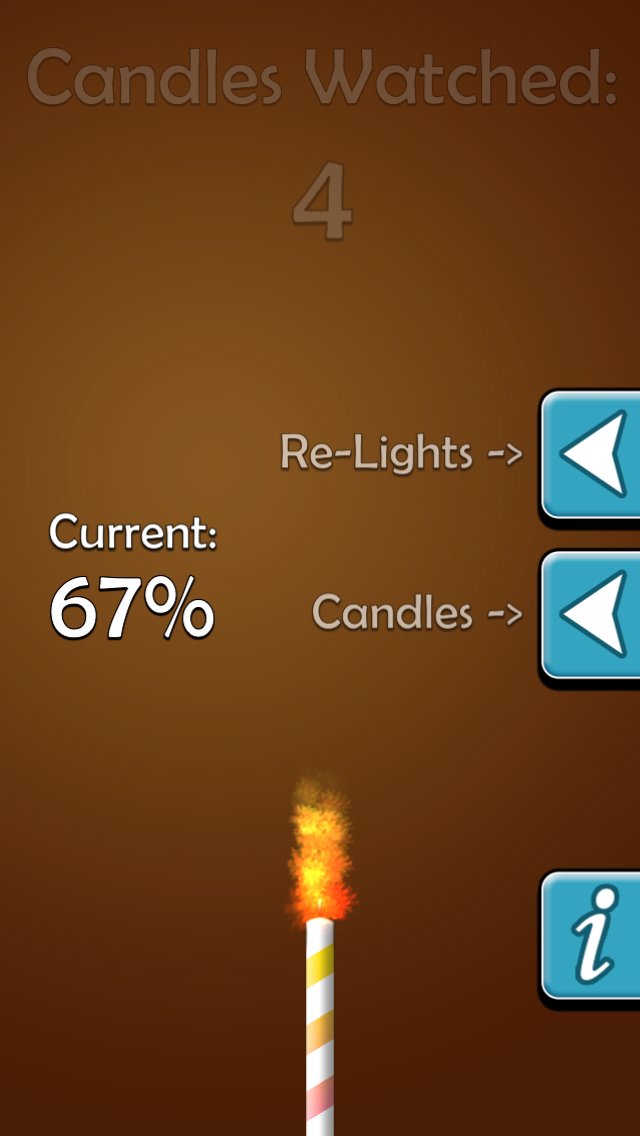 Candles Watched:
4
Re-Lights ->
Current:
67%
Candles ->
i